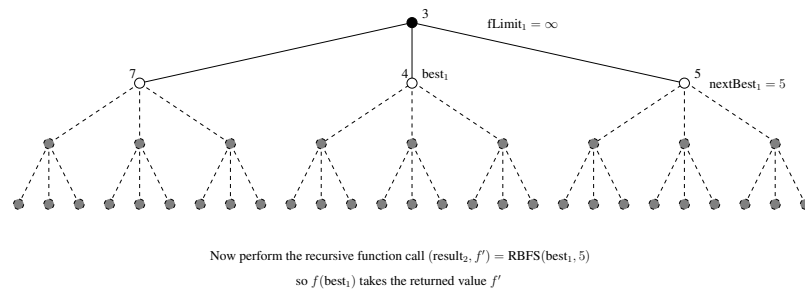 3
fLimit₁ = ∞
7
4 best₁
5
nextBest₁ = 5
Now perform the recursive function call (result₂, f′) = RBFS(best₁, 5)
so f(best₁) takes the returned value f′